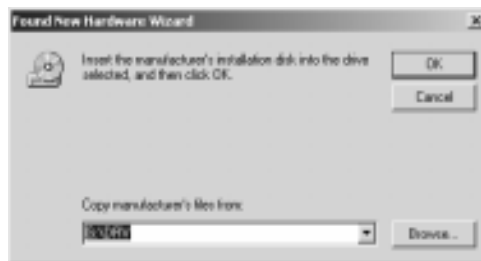 Found New Hardware Wizard
Insert the manufacturer's installation disk into the drive
selected, and then click OK.
OK
Cancel
Copy manufacturer's files from:
Browse...